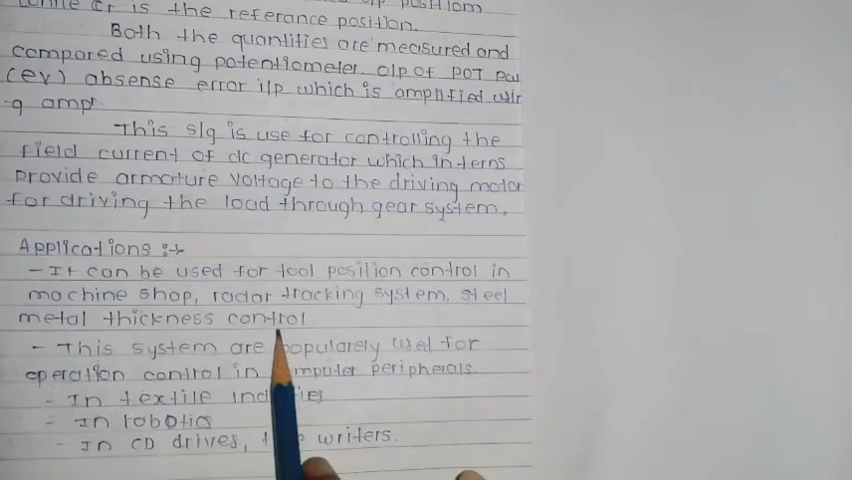 while er is the referance position.
Both the quantities are measured and
compared using potentiometer. o/p of POT
(ev) absense error i/p which is amplified
g amp
This s/g is use for controlling the
field current of dc generator which interns
provide armature voltage to the driving motor
for driving the load through gear system.
Applications :-
- It can be used for tool position control in
machine shop, radar tracking system, steel
metal thickness control
- This system are popularely used for
operation control in computer peripherals.
- In textile
- In robotics
- In CD drives, writers.